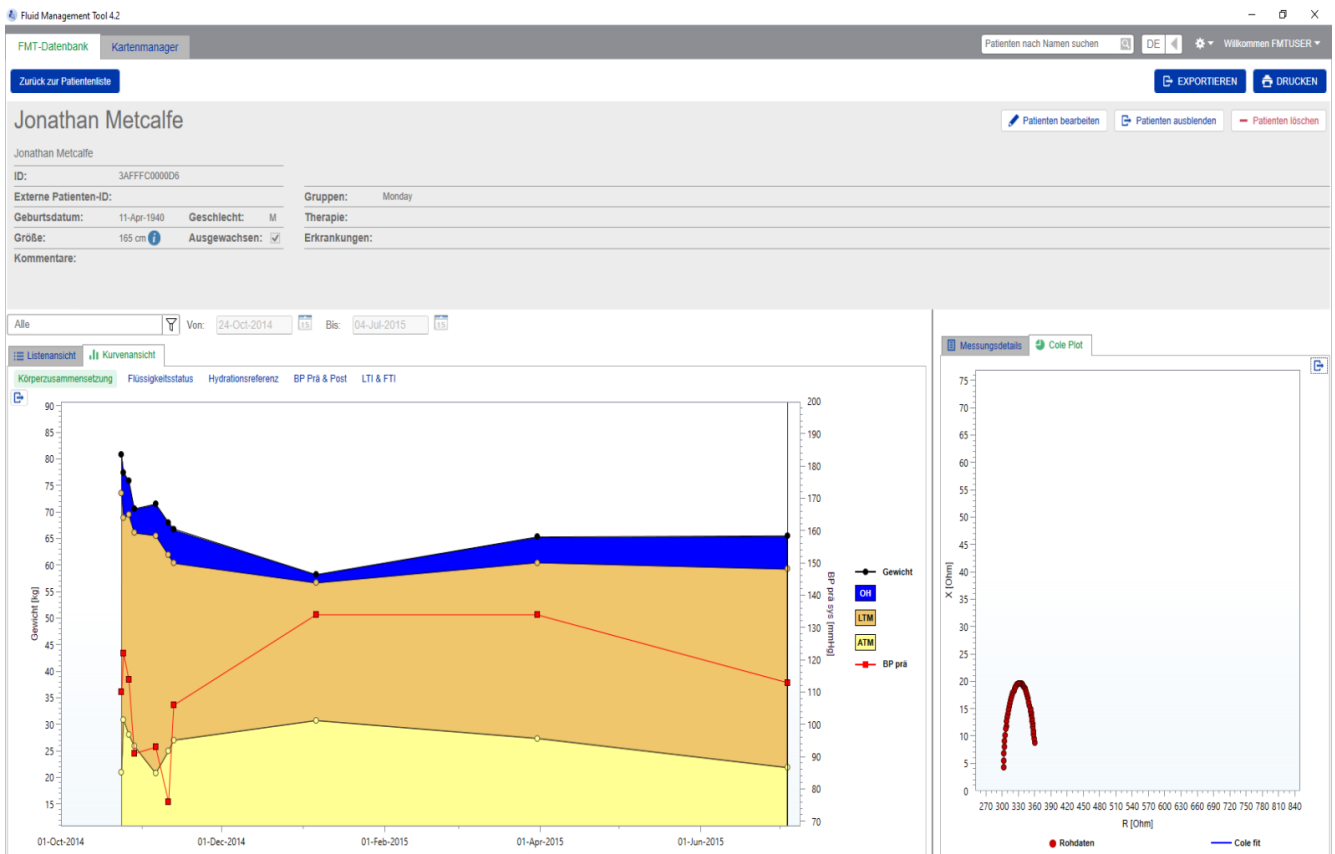 Fluid Management Tool 4.2
FMT-Datenbank Kartenmanager Patienten nach Namen suchen DE Willkommen FMTUSER
Zurück zur Patientenliste EXPORTIEREN DRUCKEN
Jonathan Metcalfe Patienten bearbeiten Patienten ausblenden Patienten löschen
Jonathan Metcalfe
ID: 3AFFFC0000D6
Externe Patienten-ID: Gruppen: Monday
Geburtsdatum: 11-Apr-1940 Geschlecht: M Therapie:
Größe: 165 cm i Ausgewachsen: Erkrankungen:
Kommentare:
Alle Von: 24-Oct-2014 15 Bis: 04-Jul-2015 15
Listenansicht Kurvenansicht
Körperzusammensetzung Flüssigkeitsstatus Hydrationsreferenz BP Prä & Post LTI & FTI
90
85
80
75
70
65
60
55
50
45
40
35
30
25
20
15
Gewicht [kg]
200
190
180
170
160
150
140
130
120
110
100
90
80
70
BP prä sys [mmHg]
01-Oct-2014 01-Dec-2014 01-Feb-2015 01-Apr-2015 01-Jun-2015
Gewicht
OH
LTM
ATM
BP prä
Messungsdetails Cole Plot
75
70
65
60
55
50
45
40
35
30
25
20
15
10
5
0
X [Ohm]
270 300 330 360 390 420 450 480 510 540 570 600 630 660 690 720 750 780 810 840
R [Ohm]
Rohdaten Cole fit